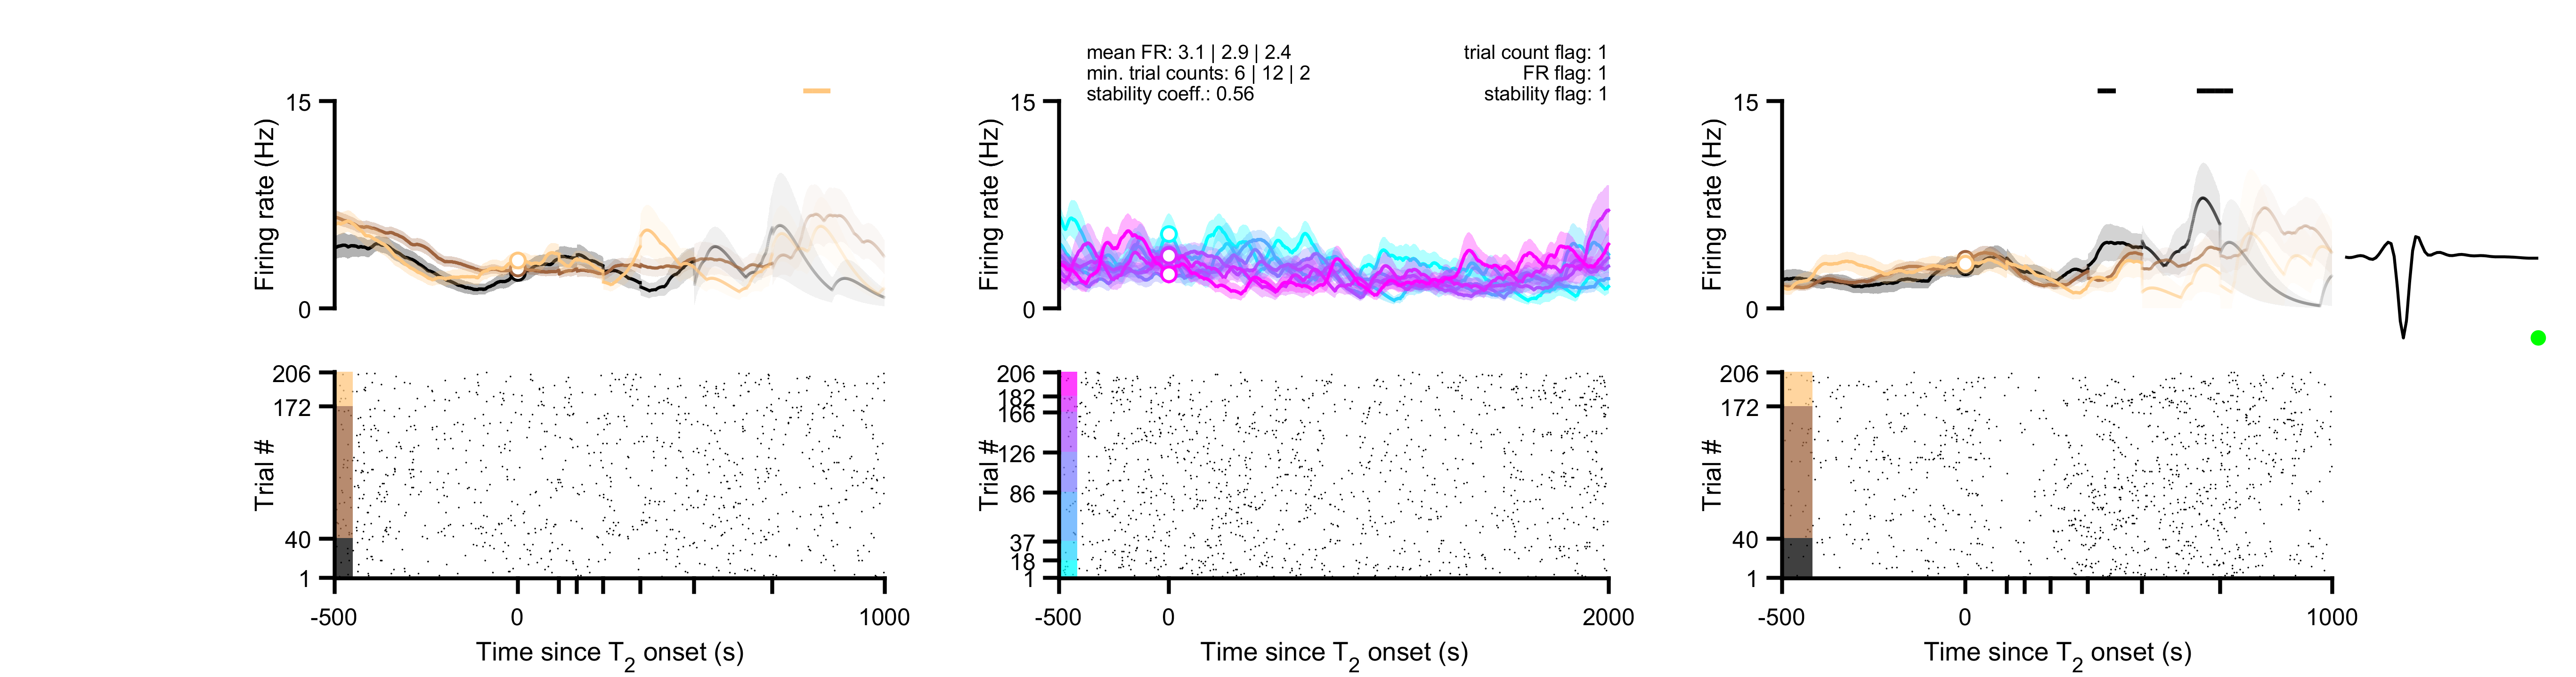 mean FR: 3.1 | 2.9 | 2.4
min. trial counts: 6 | 12 | 2
stability coeff.: 0.56
trial count flag: 1
FR flag: 1
stability flag: 1
15
Firing rate (Hz)
0
206
172
Trial #
40
1
-500
0
1000
Time since T2 onset (s)
15
Firing rate (Hz)
0
206
182
166
Trial #
126
86
37
18
1
-500
0
2000
Time since T2 onset (s)
15
Firing rate (Hz)
0
206
172
Trial #
40
1
-500
0
1000
Time since T2 onset (s)